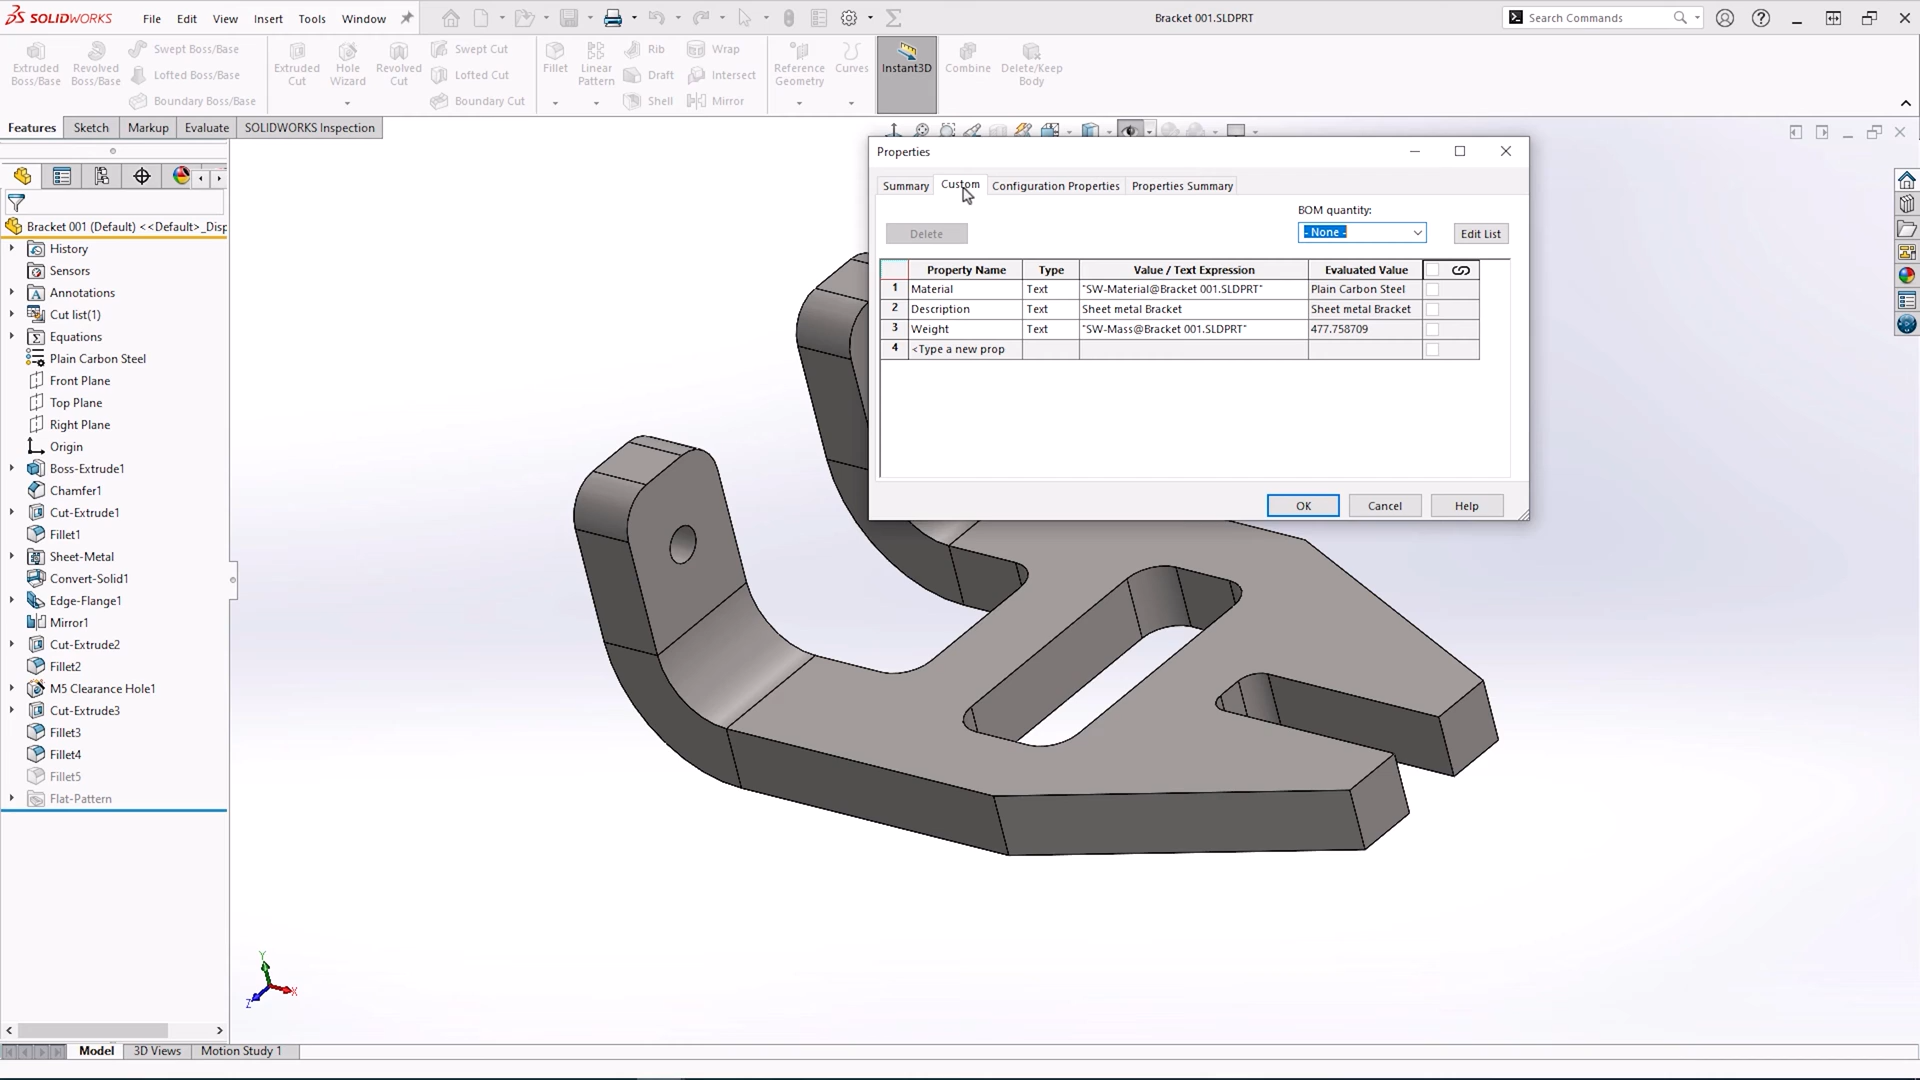 SOLIDWORKS File Edit View Insert Tools Window Bracket 001.SLDPRT Search Commands
Extruded Boss/Base
Revolved Boss/Base
Swept Boss/Base
Lofted Boss/Base
Boundary Boss/Base
Extruded Cut
Hole Wizard
Revolved Cut
Swept Cut
Lofted Cut
Boundary Cut
Fillet
Linear Pattern
Rib
Draft
Shell
Wrap
Intersect
Mirror
Reference Geometry
Curves
Instant3D
Combine
Delete/Keep Body
Features Sketch Markup Evaluate SOLIDWORKS Inspection
Bracket 001 (Default) <<Default>_Disp
History
Sensors
Annotations
Cut list(1)
Equations
Plain Carbon Steel
Front Plane
Top Plane
Right Plane
Origin
Boss-Extrude1
Chamfer1
Cut-Extrude1
Fillet1
Sheet-Metal
Convert-Solid1
Edge-Flange1
Mirror1
Cut-Extrude2
Fillet2
M5 Clearance Hole1
Cut-Extrude3
Fillet3
Fillet4
Fillet5
Flat-Pattern
Properties
Summary Custom Configuration Properties Properties Summary
BOM quantity:
Delete - None - Edit List
Property Name Type Value / Text Expression Evaluated Value
1 Material Text "SW-Material@Bracket 001.SLDPRT" Plain Carbon Steel
2 Description Text Sheet metal Bracket Sheet metal Bracket
3 Weight Text "SW-Mass@Bracket 001.SLDPRT" 477.758709
4 <Type a new prop
OK Cancel Help
Y
Z X
Model 3D Views Motion Study 1